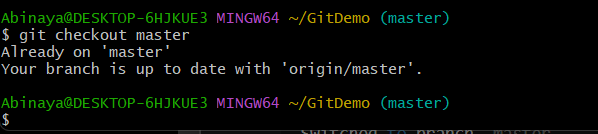 Abinaya@DESKTOP-6HJKUE3 MINGW64 ~/GitDemo (master)
$ git checkout master
Already on 'master'
Your branch is up to date with 'origin/master'.
Abinaya@DESKTOP-6HJKUE3 MINGW64 ~/GitDemo (master)
$
Switched to branch master